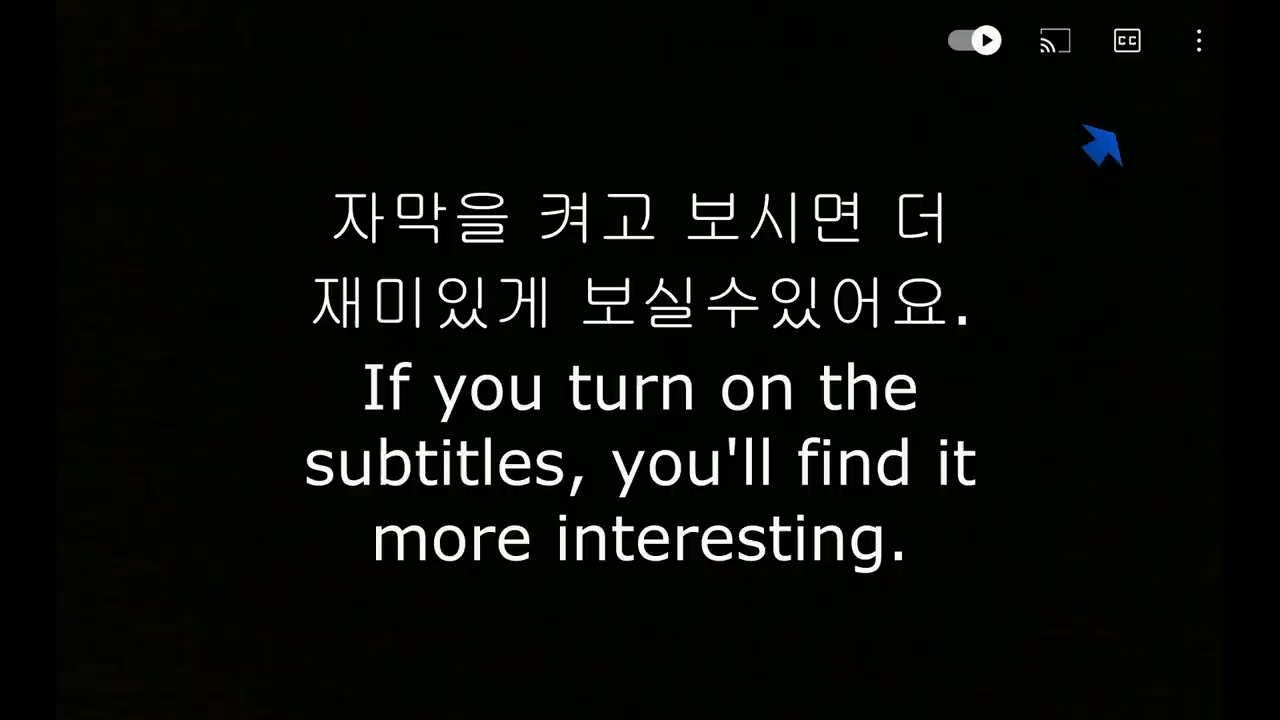 CC
자막을 켜고 보시면 더
재미있게 보실수있어요.
If you turn on the
subtitles, you'll find it
more interesting.